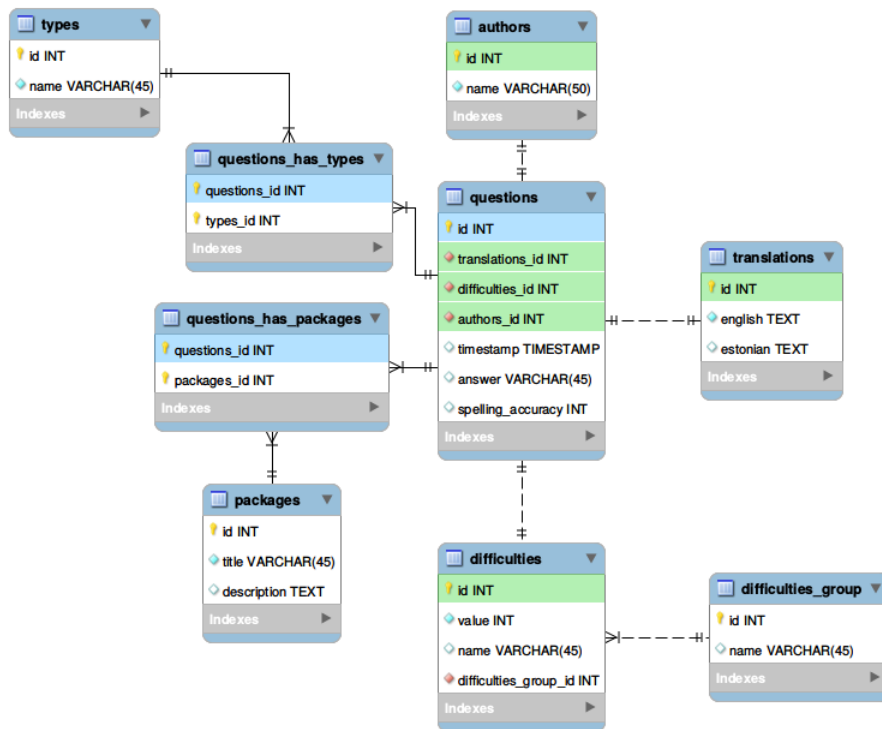 types
id INT
name VARCHAR(45)
Indexes
authors
id INT
name VARCHAR(50)
Indexes
questions_has_types
questions_id INT
types_id INT
Indexes
questions
id INT
translations_id INT
difficulties_id INT
authors_id INT
timestamp TIMESTAMP
answer VARCHAR(45)
spelling_accuracy INT
Indexes
translations
id INT
english TEXT
estonian TEXT
Indexes
questions_has_packages
questions_id INT
packages_id INT
Indexes
packages
id INT
title VARCHAR(45)
description TEXT
Indexes
difficulties
id INT
value INT
name VARCHAR(45)
difficulties_group_id INT
Indexes
difficulties_group
id INT
name VARCHAR(45)
Indexes